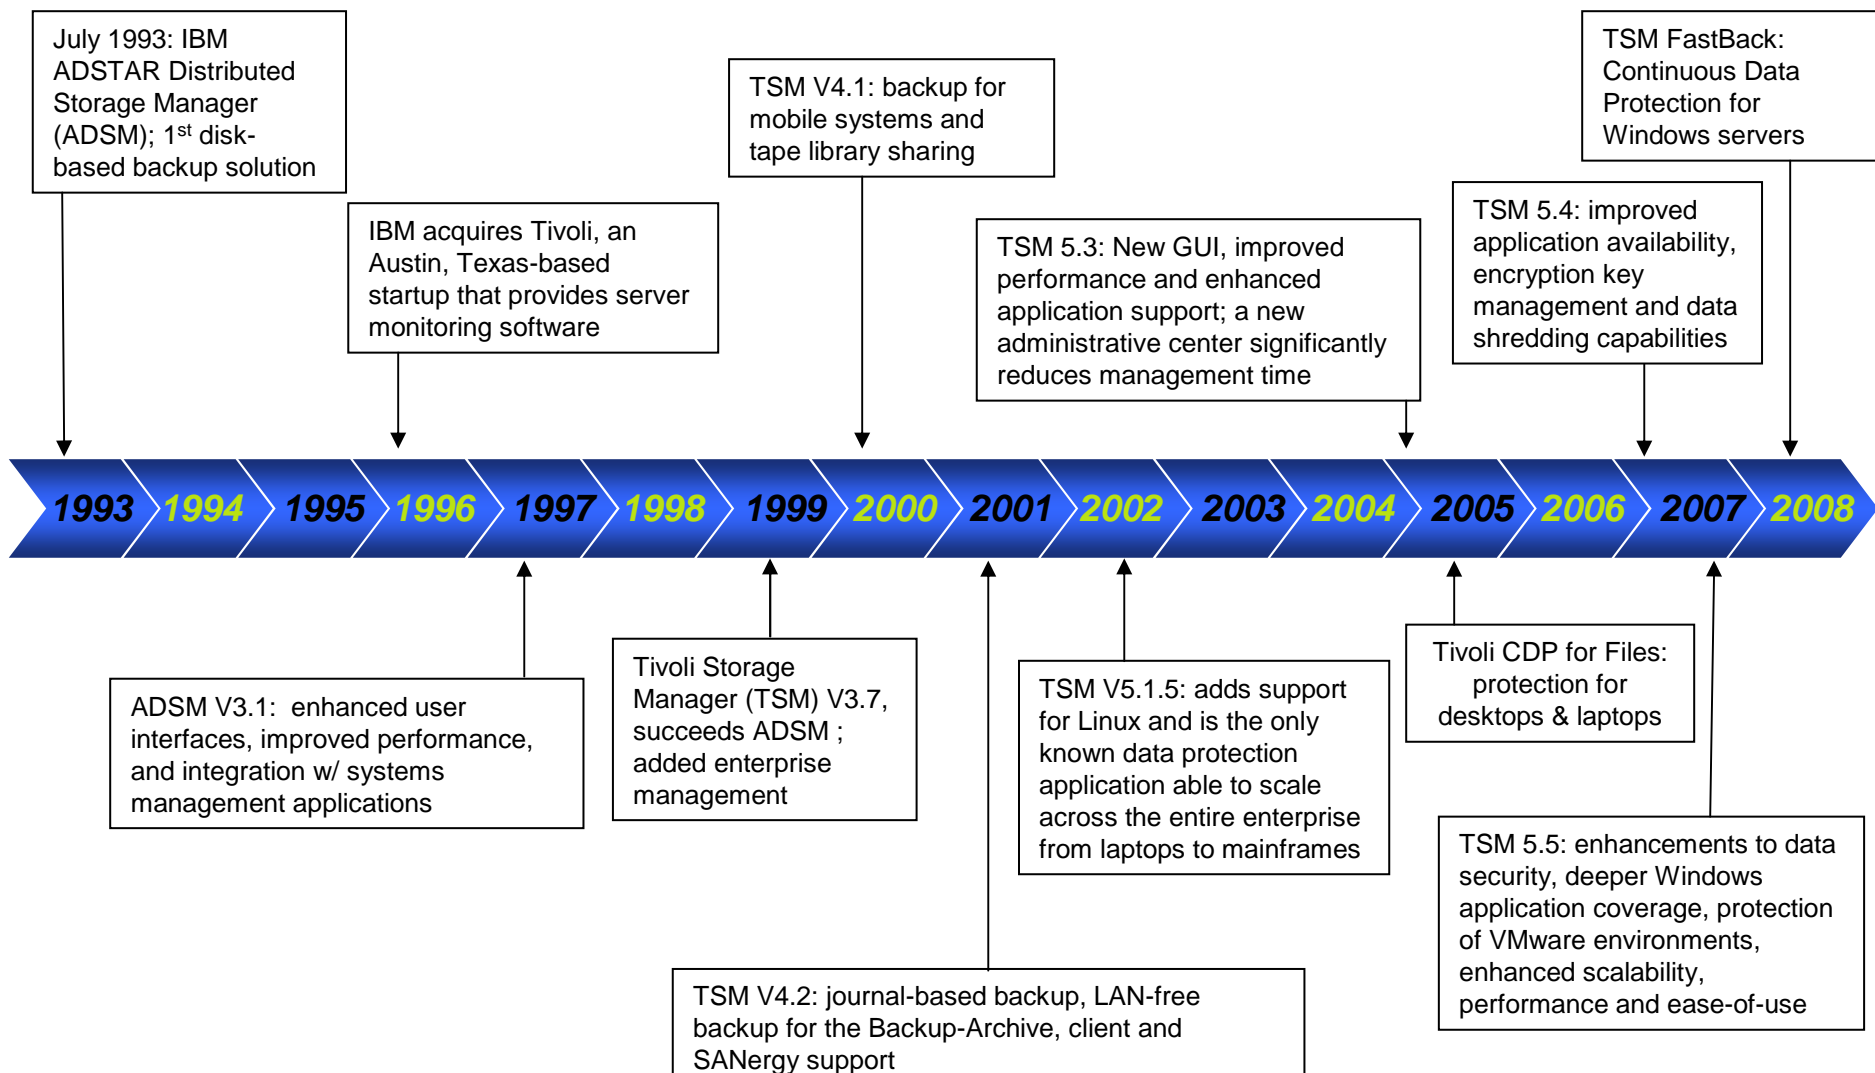 July 1993: IBM
ADSTAR Distributed
Storage Manager
(ADSM); 1st disk-
based backup solution
IBM acquires Tivoli, an
Austin, Texas-based
startup that provides server
monitoring software
TSM V4.1: backup for
mobile systems and
tape library sharing
TSM 5.3: New GUI, improved
performance and enhanced
application support; a new
administrative center significantly
reduces management time
TSM 5.4: improved
application availability,
encryption key
management and data
shredding capabilities
TSM FastBack:
Continuous Data
Protection for
Windows servers
1993 1994 1995 1996 1997 1998 1999 2000 2001 2002 2003 2004 2005 2006 2007 2008
ADSM V3.1:  enhanced user
interfaces, improved performance,
and integration w/ systems
management applications
Tivoli Storage
Manager (TSM) V3.7,
succeeds ADSM ;
added enterprise
management
TSM V4.2: journal-based backup, LAN-free
backup for the Backup-Archive, client and
SANergy support
TSM V5.1.5: adds support
for Linux and is the only
known data protection
application able to scale
across the entire enterprise
from laptops to mainframes
Tivoli CDP for Files:
protection for
desktops & laptops
TSM 5.5: enhancements to data
security, deeper Windows
application coverage, protection
of VMware environments,
enhanced scalability,
performance and ease-of-use